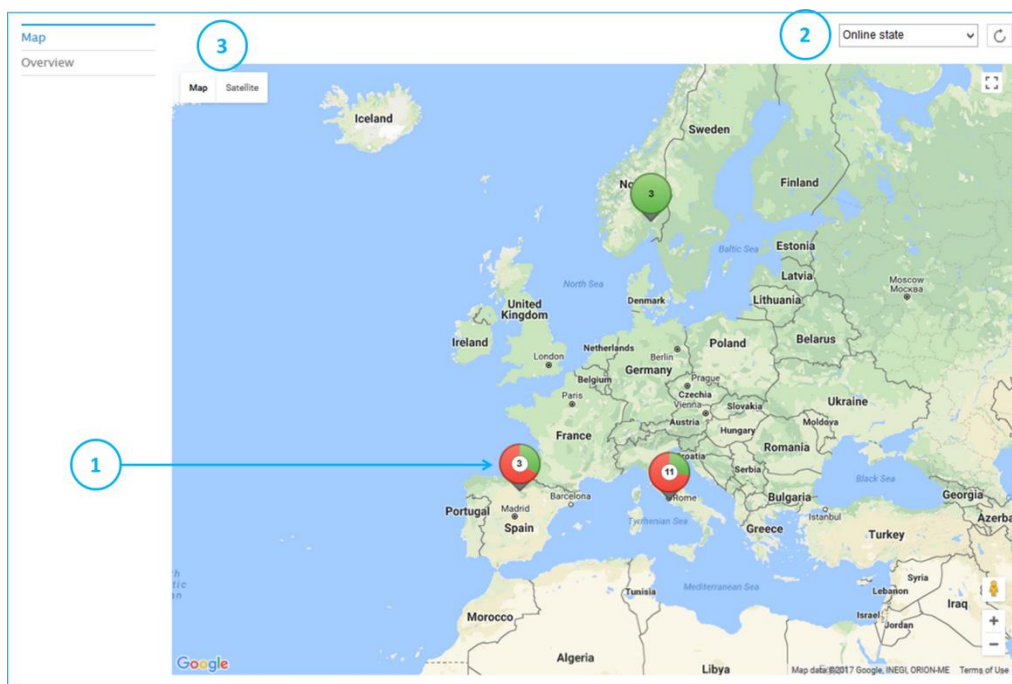 Map
Overview
3
2
Online state
Map
Satellite
Iceland
Sweden
3
Finland
Estonia
Baltic Sea
Latvia
Moscow
Москва
North Sea
Denmark
Lithuania
United
Kingdom
Ireland
Belarus
Netherlands
Poland
London
Berlin
Germany
Belgium
Prague
Czechia
Paris
Ukraine
Vienna
Slovakia
Austria
Hungary
Moldova
France
Romania
1
3
11
Serbia
Black Sea
Barcelona
Rome
Bulgaria
Georgia
Portugal
Madrid
Istanbul
Spain
Tyrrhenian Sea
Greece
Turkey
Syria
Mediterranean Sea
Lebanon
Tunisia
Iraq
Israel
Jordan
Morocco
+
−
Google
Algeria
Libya
Map data ©2017 Google, INEGI, ORION-ME
Terms of Use